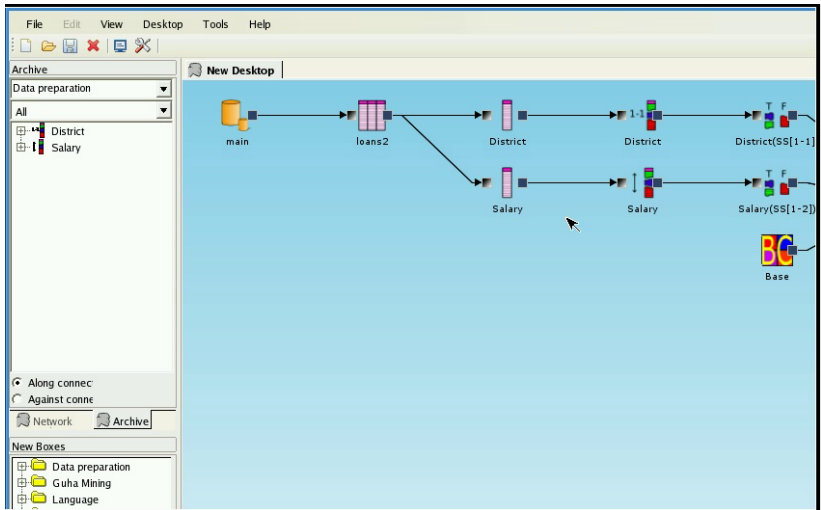 File Edit View Desktop Tools Help
Archive
New Desktop
Data preparation
All
District
Salary
main
loans2
District
1-1
District
T F
District(SS[1-1]
Salary
Salary
T F
Salary(SS[1-2])
BC
Base
Along connec
Against conne
Network Archive
New Boxes
Data preparation
Guha Mining
Language